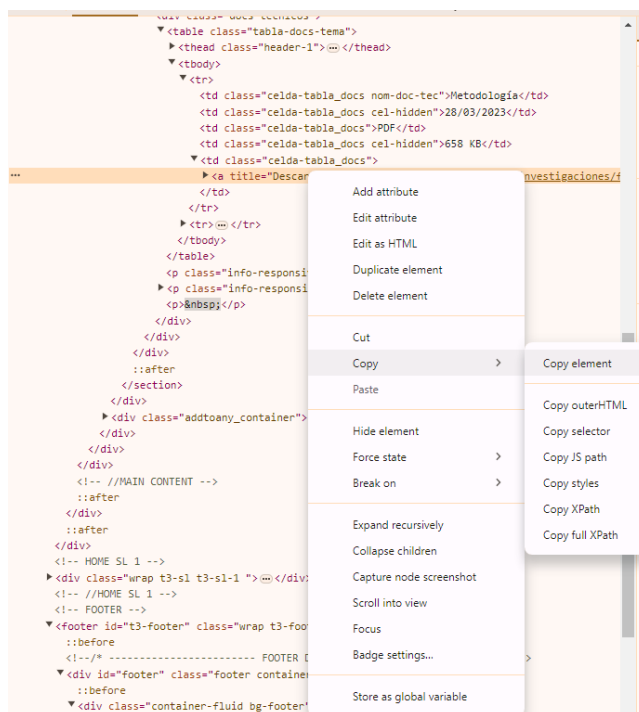 <div class="docs-tecnicos">
▼<table class="tabla-docs-tema">
▶<thead class="header-1">…</thead>
▼<tbody>
▼<tr>
<td class="celda-tabla_docs nom-doc-tec">Metodología</td>
<td class="celda-tabla_docs cel-hidden">28/03/2023</td>
<td class="celda-tabla_docs">PDF</td>
<td class="celda-tabla_docs cel-hidden">658 KB</td>
▼<td class="celda-tabla_docs">
… ▶<a title="Descar nvestigaciones/f
</td>
</tr>
▶<tr>…</tr>
</tbody>
</table>
<p class="info-responsi
▶<p class="info-responsi
<p>&nbsp;</p>
</div>
</div>
</div>
::after
</section>
</div>
▶<div class="addtoany_container">
</div>
</div>
</div>
<!-- //MAIN CONTENT -->
::after
</div>
::after
</div>
<!-- HOME SL 1 -->
▶<div class="wrap t3-sl t3-sl-1 ">…</div>
<!-- //HOME SL 1 -->
<!-- FOOTER -->
▼<footer id="t3-footer" class="wrap t3-foo
::before
<!--/* ------------------------ FOOTER D
▼<div id="footer" class="footer container
::before
▼<div class="container-fluid bg-footer"
Add attribute
Edit attribute
Edit as HTML
Duplicate element
Delete element
Cut
Copy
Paste
Hide element
Force state
Break on
Expand recursively
Collapse children
Capture node screenshot
Scroll into view
Focus
Badge settings...
Store as global variable
Copy element
Copy outerHTML
Copy selector
Copy JS path
Copy styles
Copy XPath
Copy full XPath